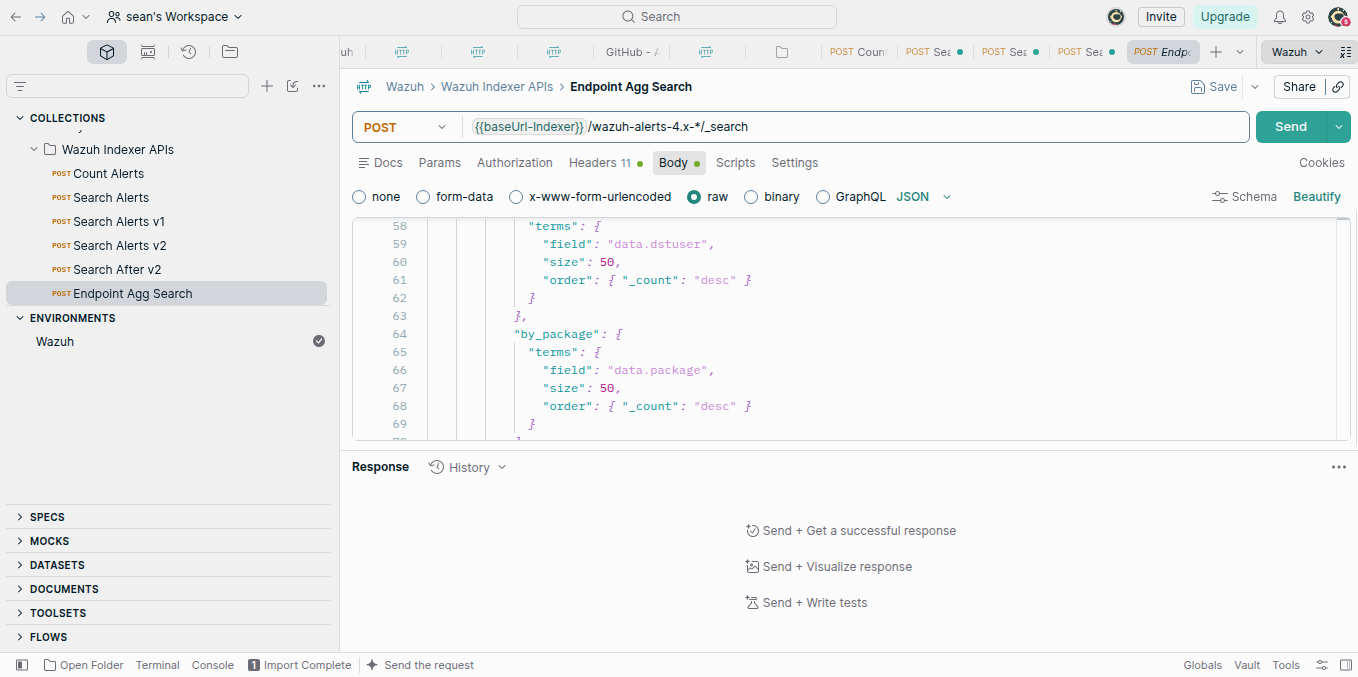 sean's Workspace
Search
Invite
Upgrade
5
uh
HTTP
HTTP
HTTP
GitHub - A
HTTP
POST Coun
POST Sea
POST Sea
POST Sea
POST Endp
Wazuh
HTTP
Wazuh > Wazuh Indexer APIs > Endpoint Agg Search
Save
Share
COLLECTIONS
Wazuh Indexer APIs
POST Count Alerts
POST Search Alerts
POST Search Alerts v1
POST Search Alerts v2
POST Search After v2
POST Endpoint Agg Search
ENVIRONMENTS
Wazuh
SPECS
MOCKS
DATASETS
DOCUMENTS
TOOLSETS
FLOWS
POST
{{baseUrl-Indexer}}/wazuh-alerts-4.x-*/_search
Send
Docs
Params
Authorization
Headers 11
Body
Scripts
Settings
Cookies
none
form-data
x-www-form-urlencoded
raw
binary
GraphQL
JSON
Schema
Beautify
58 "terms": {
59 "field": "data.dstuser",
60 "size": 50,
61 "order": { "_count": "desc" }
62 }
63 },
64 "by_package": {
65 "terms": {
66 "field": "data.package",
67 "size": 50,
68 "order": { "_count": "desc" }
69 }
Response
History
Send + Get a successful response
Send + Visualize response
Send + Write tests
Open Folder
Terminal
Console
1 Import Complete
Send the request
Globals
Vault
Tools